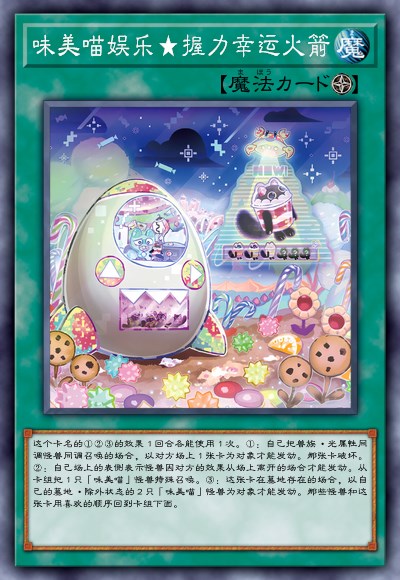 味美喵娱乐★握力幸运火箭
魔
【魔法カード】
まほう
NEW!
这个卡名的①②③的效果1回合各能使用1次。①：自己把兽族・光属性同
调怪兽同调召唤的场合，以对方场上1张卡为对象才能发动。那张卡破坏。
②：自己场上的表侧表示怪兽因对方的效果从场上离开的场合才能发动。从
卡组把1只「味美喵」怪兽特殊召唤。③：这张卡在墓地存在的场合，以自
己的墓地・除外状态的2只「味美喵」怪兽为对象才能发动。那些怪兽和这
张卡用喜欢的顺序回到卡组下面。